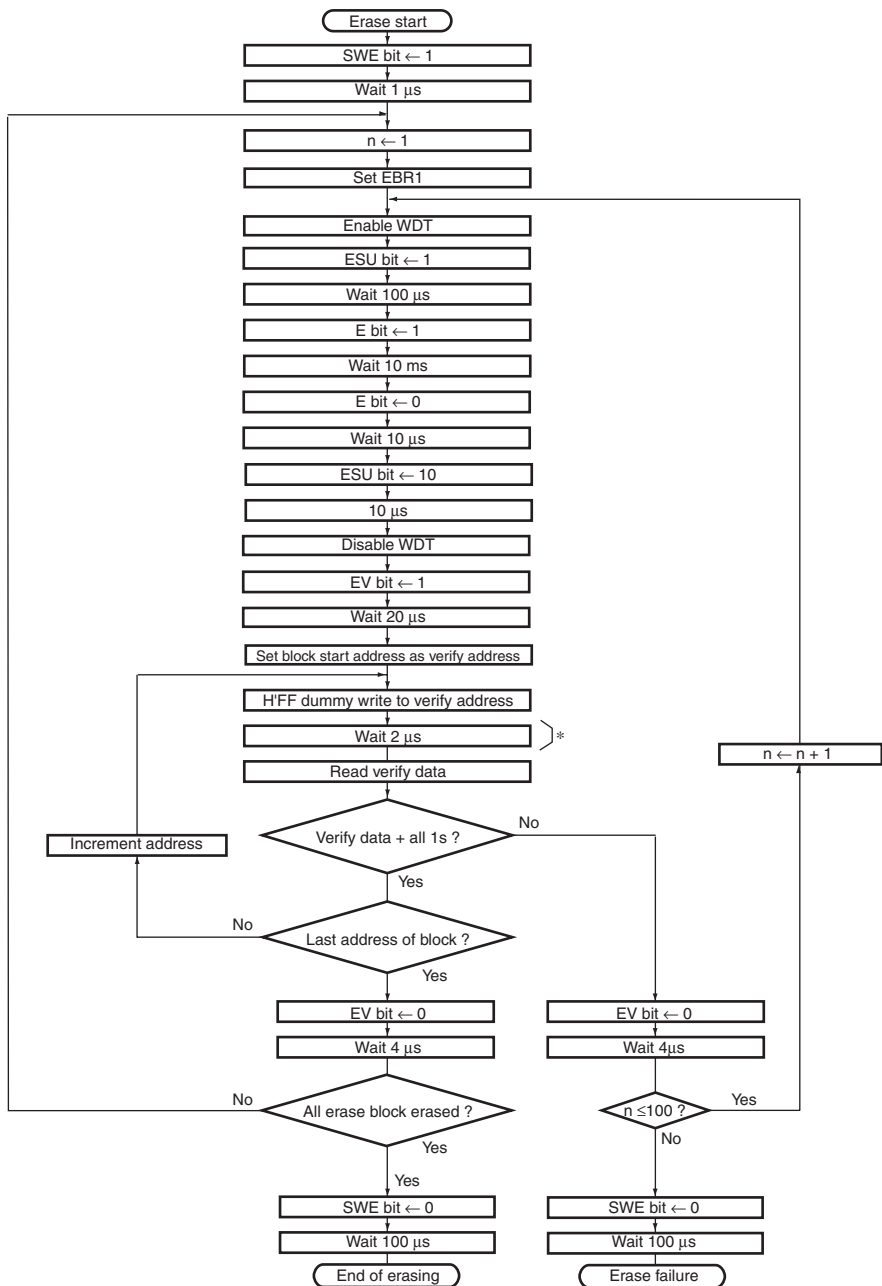 Erase start
SWE bit ← 1
Wait 1 μs
n ← 1
Set EBR1
Enable WDT
ESU bit ← 1
Wait 100 μs
E bit ← 1
Wait 10 ms
E bit ← 0
Wait 10 μs
ESU bit ← 10
10 μs
Disable WDT
EV bit ← 1
Wait 20 μs
Set block start address as verify address
H'FF dummy write to verify address
Wait 2 μs
*
n ← n + 1
Read verify data
Verify data + all 1s ?
No
Increment address
Yes
No
Last address of block ?
Yes
EV bit ← 0
EV bit ← 0
Wait 4 μs
Wait 4μs
No
All erase block erased ?
n ≤100 ?
Yes
Yes
No
Yes
SWE bit ← 0
SWE bit ← 0
Wait 100 μs
Wait 100 μs
End of erasing
Erase failure